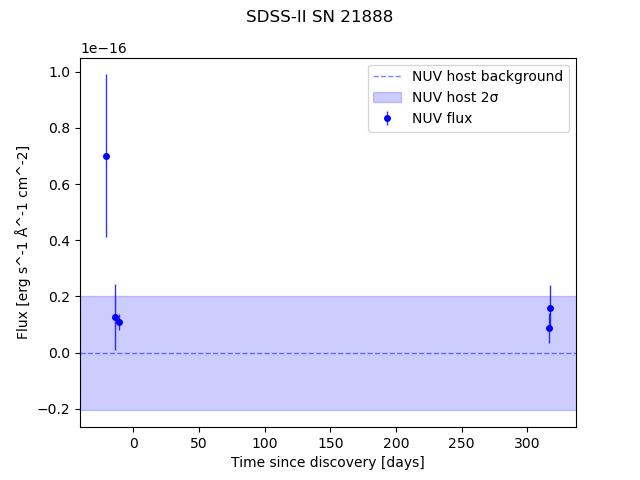 SDSS-II SN 21888
1e−16
NUV host background
NUV host 2σ
NUV flux
1.0
0.8
0.6
0.4
0.2
0.0
−0.2
Flux [erg s^-1 Å^-1 cm^-2]
0
50
100
150
200
250
300
Time since discovery [days]